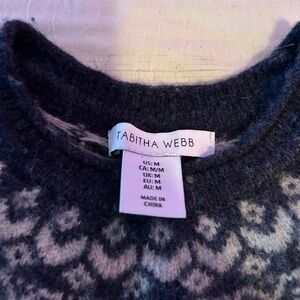 TABITHA WEBB
US: M
CA: M/M
UK: M
EU: M
AU: M
MADE IN
CHINA